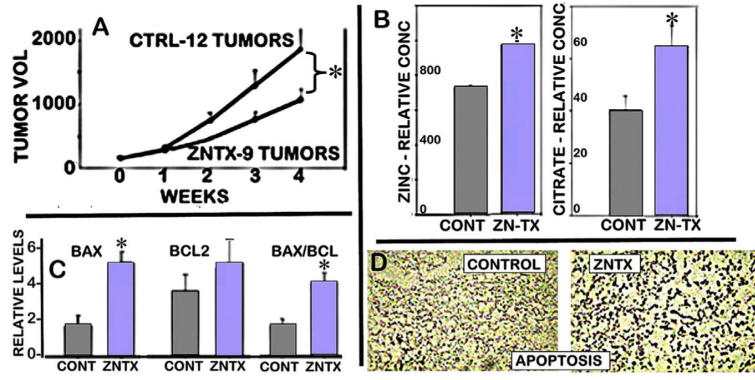 A
TUMOR VOL
2000
1000
0
CTRL-12 TUMORS
*
ZNTX-9 TUMORS
0 1 2 3 4
WEEKS
B
ZINC - RELATIVE CONC
800
400
0
*
CONT ZN-TX
CITRATE - RELATIVE CONC
60
40
20
0
*
CONT ZN-TX
C
RELATIVE LEVELS
6
4
2
0
BAX
*
BCL2
BAX/BCL
*
CONT ZNTX CONT ZNTX CONT ZNTX
D
CONTROL
ZNTX
APOPTOSIS